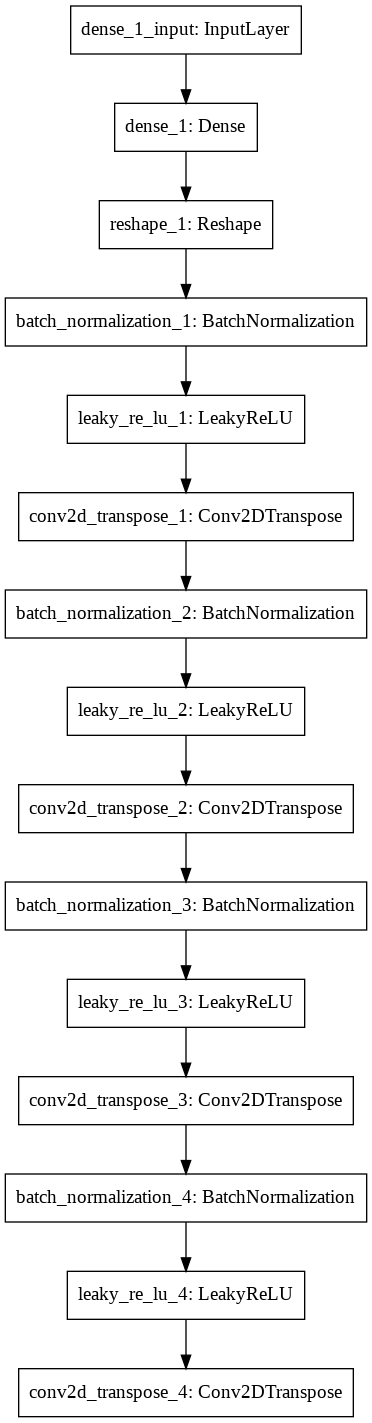 dense_1_input: InputLayer
dense_1: Dense
reshape_1: Reshape
batch_normalization_1: BatchNormalization
leaky_re_lu_1: LeakyReLU
conv2d_transpose_1: Conv2DTranspose
batch_normalization_2: BatchNormalization
leaky_re_lu_2: LeakyReLU
conv2d_transpose_2: Conv2DTranspose
batch_normalization_3: BatchNormalization
leaky_re_lu_3: LeakyReLU
conv2d_transpose_3: Conv2DTranspose
batch_normalization_4: BatchNormalization
leaky_re_lu_4: LeakyReLU
conv2d_transpose_4: Conv2DTranspose